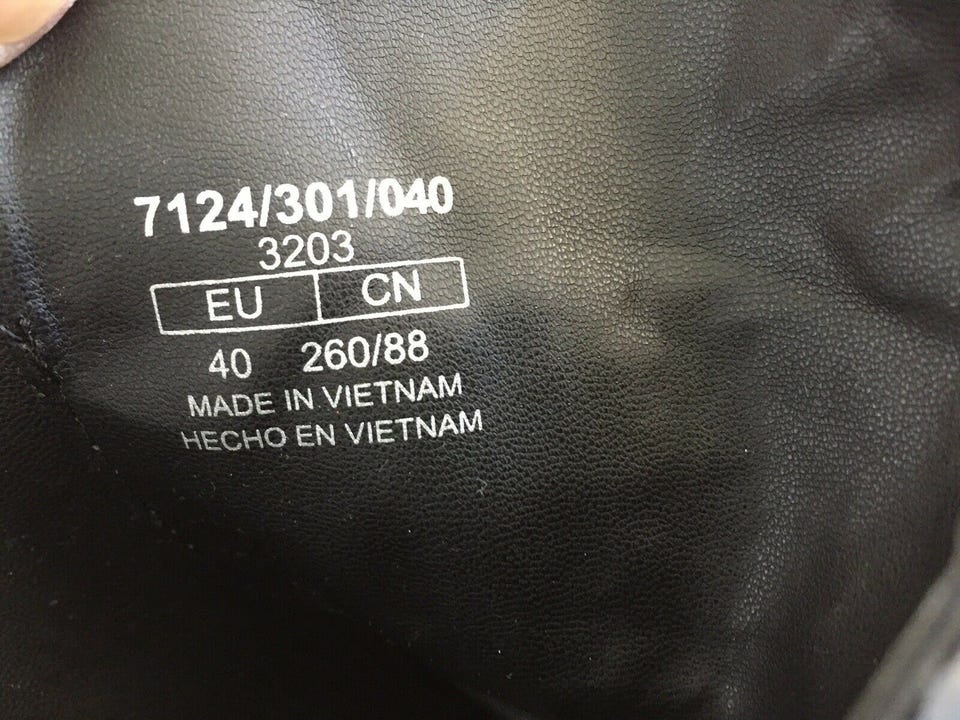 7124/301/040
3203
EU CN
40 260/88
MADE IN VIETNAM
HECHO EN VIETNAM